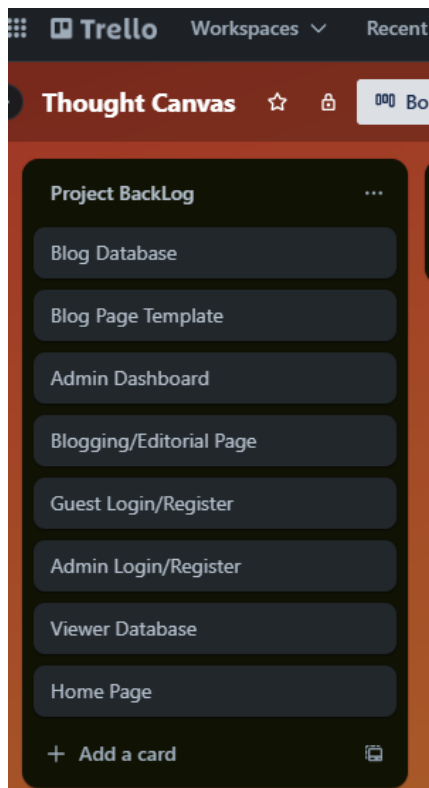 Trello Workspaces Recent
Thought Canvas Bo
Project BackLog
Blog Database
Blog Page Template
Admin Dashboard
Blogging/Editorial Page
Guest Login/Register
Admin Login/Register
Viewer Database
Home Page
+ Add a card